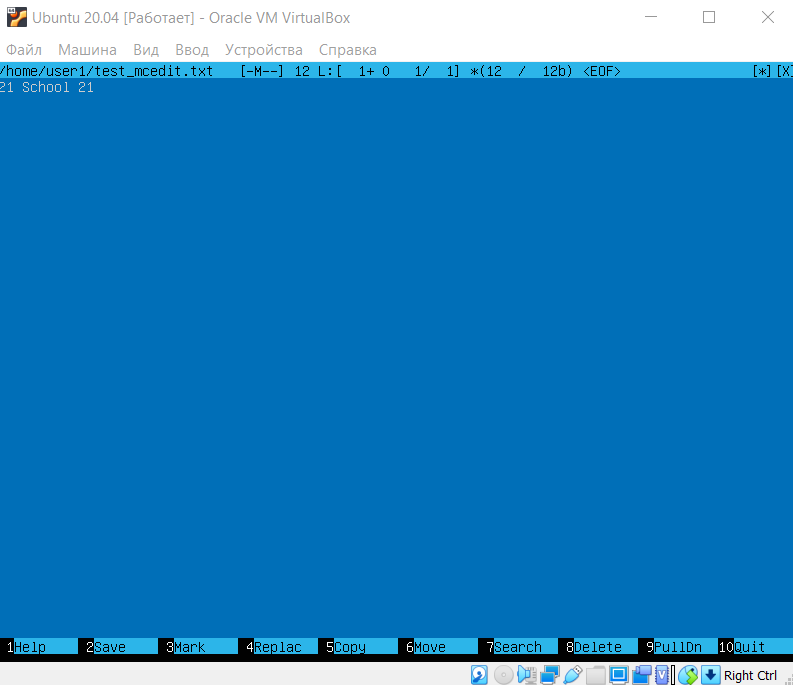 Ubuntu 20.04 [Работает] - Oracle VM VirtualBox
Файл Машина Вид Ввод Устройства Справка
/home/user1/test_mcedit.txt [-M--] 12 L:[ 1+ 0 1/ 1] *(12 / 12b) <EOF> [*][X]
21 School 21
1Help 2Save 3Mark 4Replac 5Copy 6Move 7Search 8Delete 9PullDn 10Quit
Right Ctrl